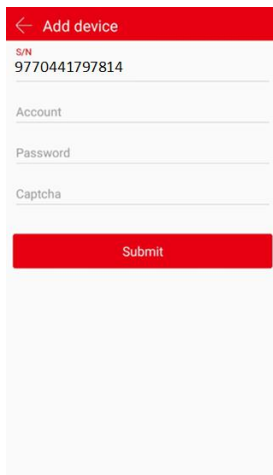 Add device
S/N
9770441797814
Account
Password
Captcha
Submit